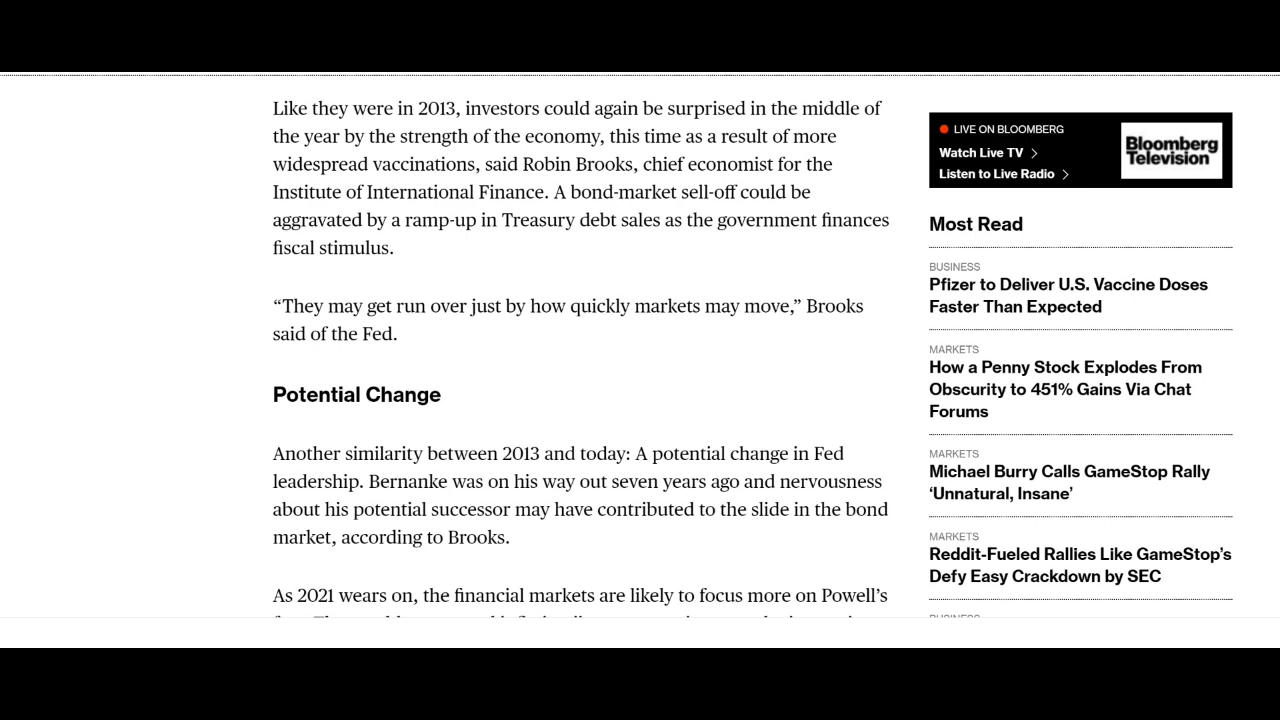 Like they were in 2013, investors could again be surprised in the middle of
the year by the strength of the economy, this time as a result of more
widespread vaccinations, said Robin Brooks, chief economist for the
Institute of International Finance. A bond-market sell-off could be
aggravated by a ramp-up in Treasury debt sales as the government finances
fiscal stimulus.
“They may get run over just by how quickly markets may move,” Brooks
said of the Fed.
Potential Change
Another similarity between 2013 and today: A potential change in Fed
leadership. Bernanke was on his way out seven years ago and nervousness
about his potential successor may have contributed to the slide in the bond
market, according to Brooks.
As 2021 wears on, the financial markets are likely to focus more on Powell’s
LIVE ON BLOOMBERG
Watch Live TV
Listen to Live Radio
Bloomberg
Television
Most Read
BUSINESS
Pfizer to Deliver U.S. Vaccine Doses
Faster Than Expected
MARKETS
How a Penny Stock Explodes From
Obscurity to 451% Gains Via Chat
Forums
MARKETS
Michael Burry Calls GameStop Rally
‘Unnatural, Insane’
MARKETS
Reddit-Fueled Rallies Like GameStop’s
Defy Easy Crackdown by SEC